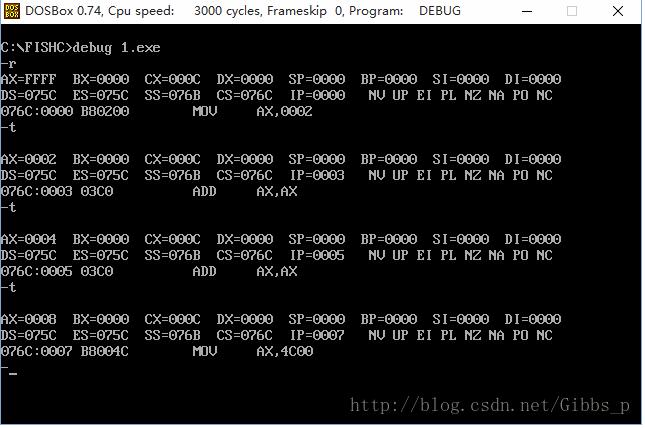 DOSBox 0.74, Cpu speed: 3000 cycles, Frameskip 0, Program: DEBUG
C:\FISHC>debug 1.exe
-r
AX=FFFF BX=0000 CX=000C DX=0000 SP=0000 BP=0000 SI=0000 DI=0000
DS=075C ES=075C SS=076B CS=076C IP=0000 NV UP EI PL NZ NA PO NC
076C:0000 B80200 MOV AX,0002
-t
AX=0002 BX=0000 CX=000C DX=0000 SP=0000 BP=0000 SI=0000 DI=0000
DS=075C ES=075C SS=076B CS=076C IP=0003 NV UP EI PL NZ NA PO NC
076C:0003 03C0 ADD AX,AX
-t
AX=0004 BX=0000 CX=000C DX=0000 SP=0000 BP=0000 SI=0000 DI=0000
DS=075C ES=075C SS=076B CS=076C IP=0005 NV UP EI PL NZ NA PO NC
076C:0005 03C0 ADD AX,AX
-t
AX=0008 BX=0000 CX=000C DX=0000 SP=0000 BP=0000 SI=0000 DI=0000
DS=075C ES=075C SS=076B CS=076C IP=0007 NV UP EI PL NZ NA PO NC
076C:0007 B8004C MOV AX,4C00
-_
http://blog.csdn.net/Gibbs_p